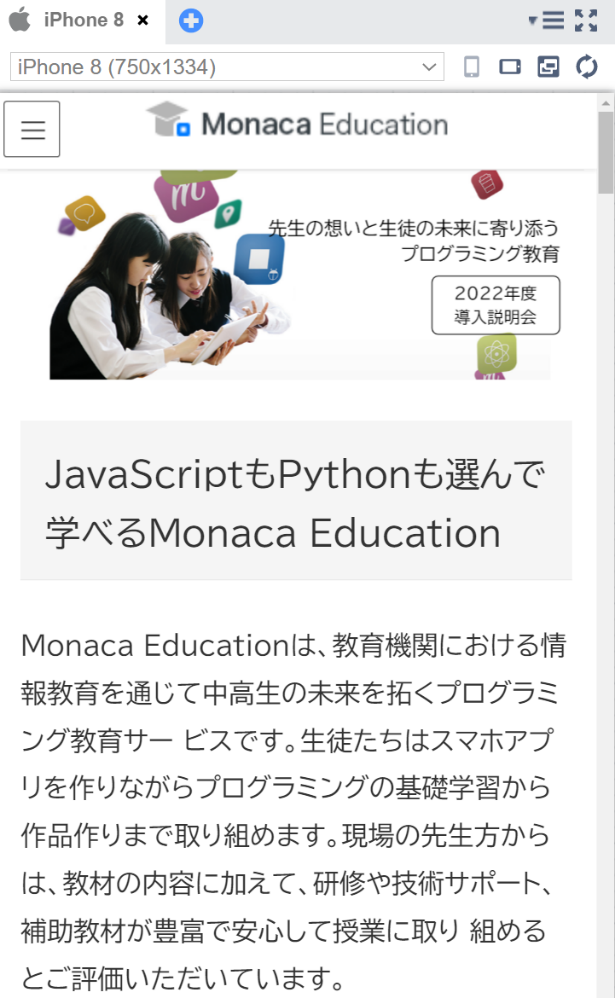 iPhone 8
iPhone 8 (750x1334)
Monaca Education
先生の想いと生徒の未来に寄り添う
プログラミング教育
2022年度
導入説明会
JavaScriptもPythonも選んで
学べるMonaca Education
Monaca Educationは、教育機関における情
報教育を通じて中高生の未来を拓くプログラミ
ング教育サー ビスです。生徒たちはスマホアプ
リを作りながらプログラミングの基礎学習から
作品作りまで取り組めます。現場の先生方から
は、教材の内容に加えて、研修や技術サポート、
補助教材が豊富で安心して授業に取り 組める
とご評価いただいています。